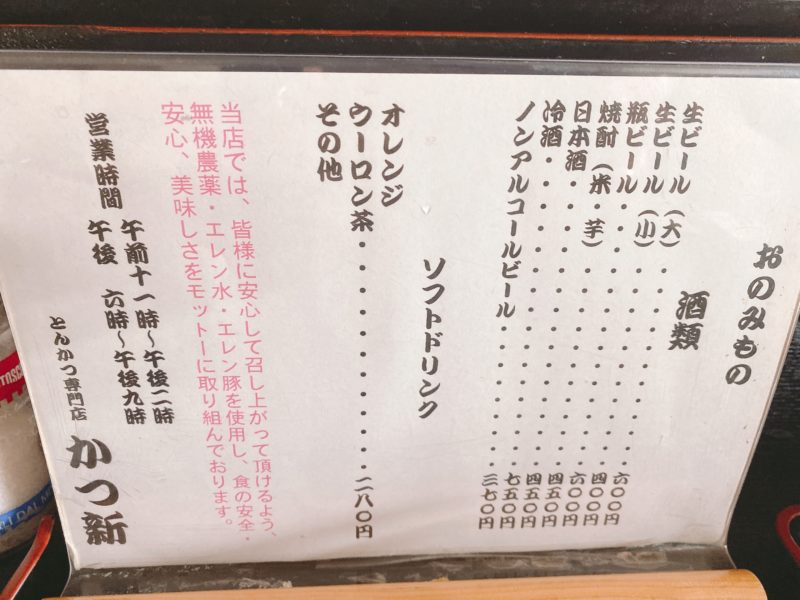 おのみもの
酒類
生ビール（大）・・・・・・・・六〇〇円
生ビール（小）・・・・・・・・四〇〇円
瓶ビール・・・・・・・・・・・六〇〇円
焼酎（米・芋）・・・・・・・・四五〇円
日本酒・・・・・・・・・・・・四五〇円
冷酒・・・・・・・・・・・・・七五〇円
ノンアルコールビール・・・・・三七〇円
ソフトドリンク
オレンジ
ウーロン茶・・・・・・・・・・・二八〇円
その他
当店では、皆様に安心して召し上がって頂けるよう、
無機農薬・エレン水・エレン豚を使用し、食の安全・
安心、美味しさをモットーに取り組んでおります。
営業時間　午前十一時〜午後二時
午後　六時〜午後九時
とんかつ専門店　かつ新